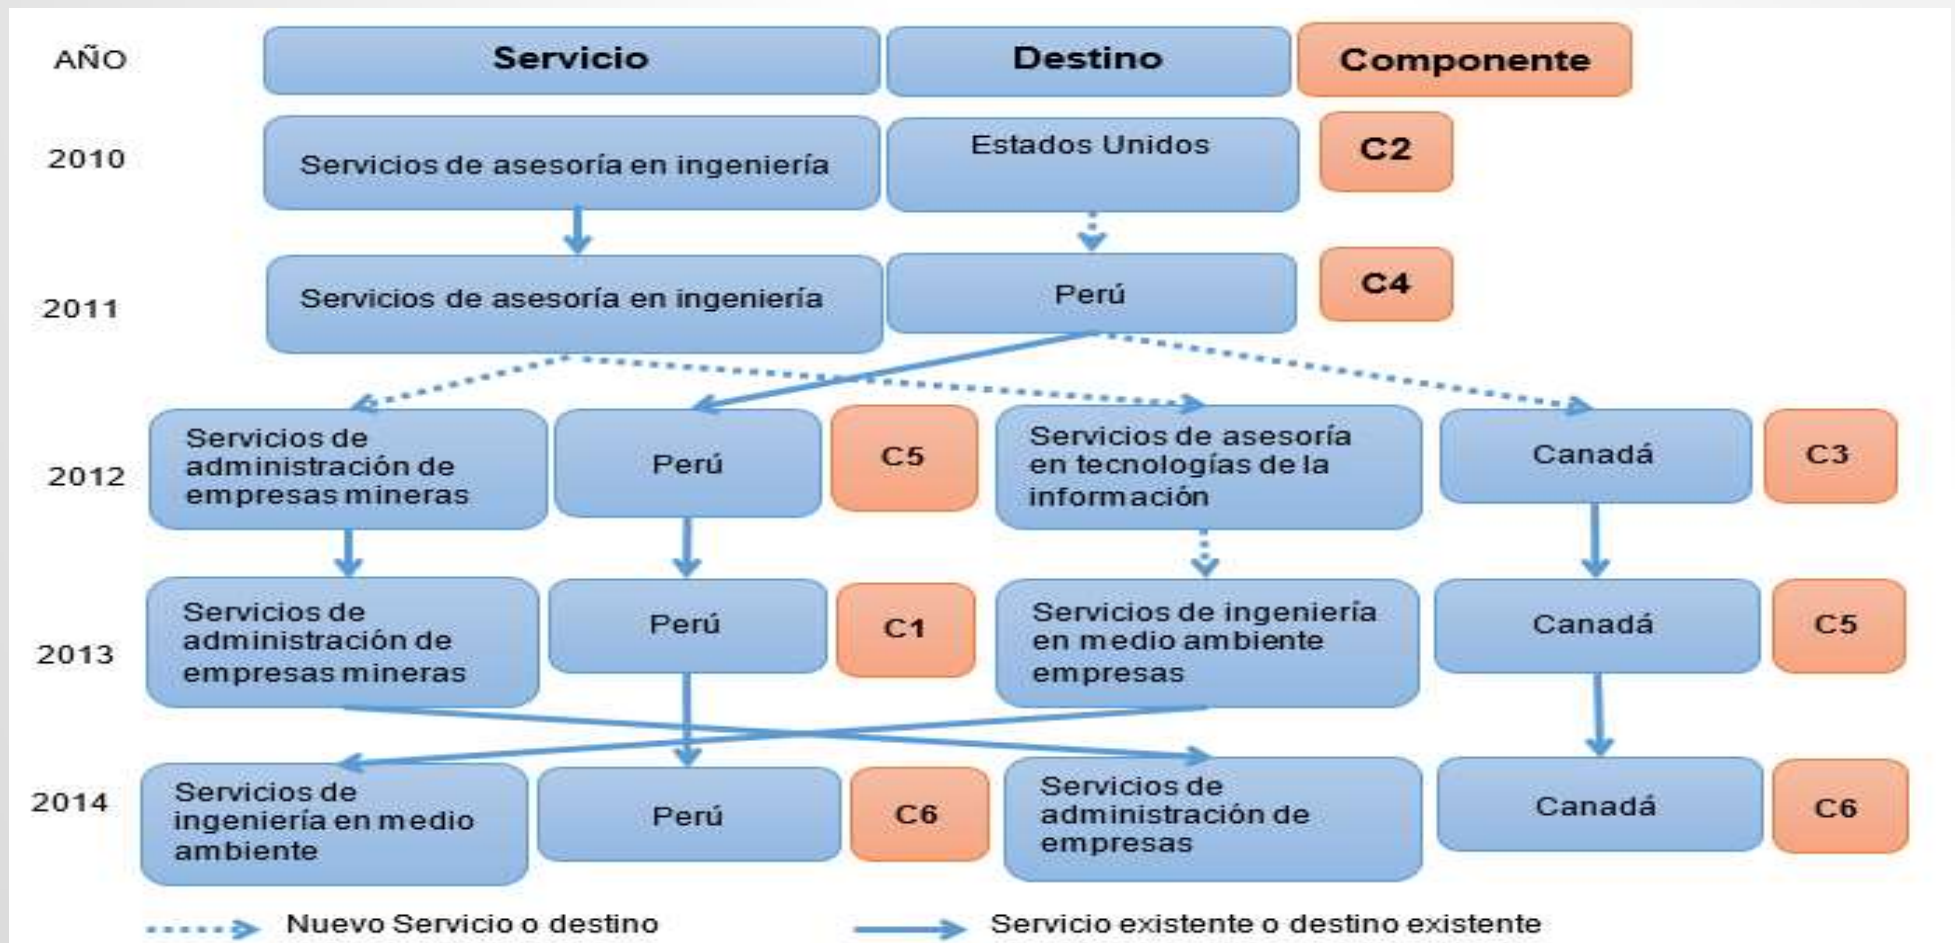 AÑO
Servicio
Destino
Componente
2010
Servicios de asesoría en ingeniería
Estados Unidos
C2
2011
Servicios de asesoría en ingeniería
Perú
C4
2012
Servicios de
administración de
empresas mineras
Perú
C5
Servicios de asesoría
en tecnologías de la
información
Canadá
C3
2013
Servicios de
administración de
empresas mineras
Perú
C1
Servicios de ingeniería
en medio ambiente
empresas
Canadá
C5
2014
Servicios de
ingeniería en medio
ambiente
Perú
C6
Servicios de
administración de
empresas
Canadá
C6
Nuevo Servicio o destino
Servicio existente o destino existente